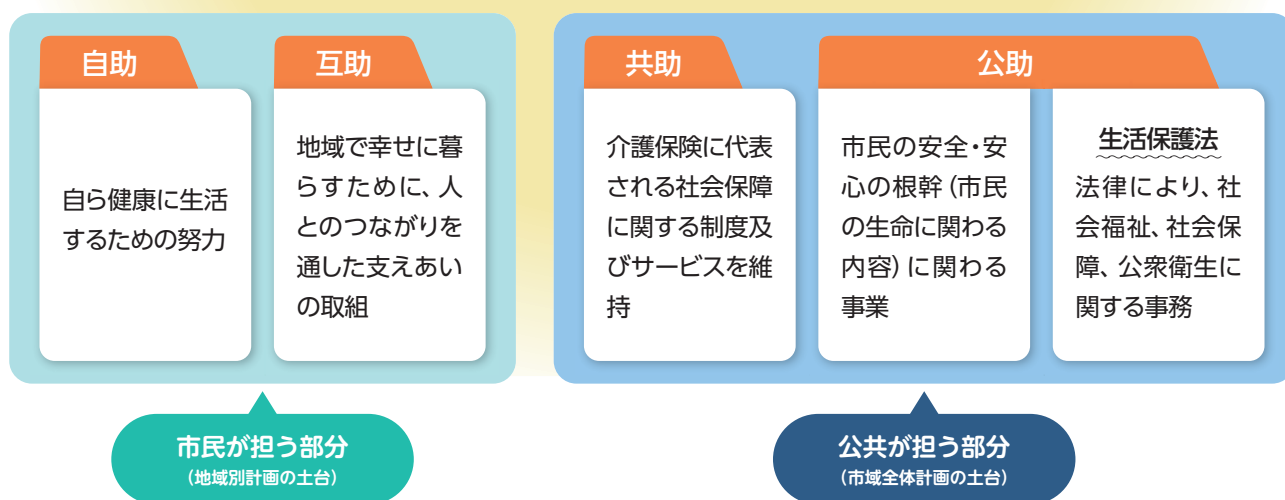 自助
自ら健康に生活
するための努力
互助
地域で幸せに暮
らすために、人
とのつながりを
通した支えあい
の取組
共助
介護保険に代表
される社会保障
に関する制度及
びサービスを維
持
公助
市民の安全・安
心の根幹(市民
の生命に関わる
内容)に関わる
事業
生活保護法
法律により、社
会福祉、社会保
障、公衆衛生に
関する事務
市民が担う部分
(地域別計画の土台)
公共が担う部分
(市域全体計画の土台)